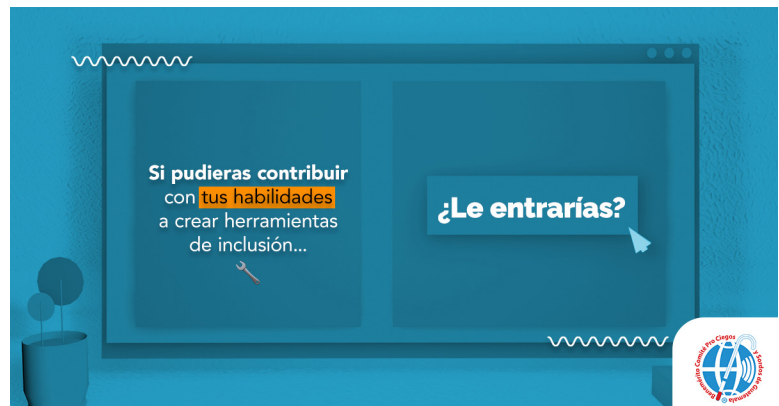 Si pudieras contribuir
con tus habilidades
a crear herramientas
de inclusión...
¿Le entrarías?
Benemérito Comité Pro Ciegos y Sordos de Guatemala